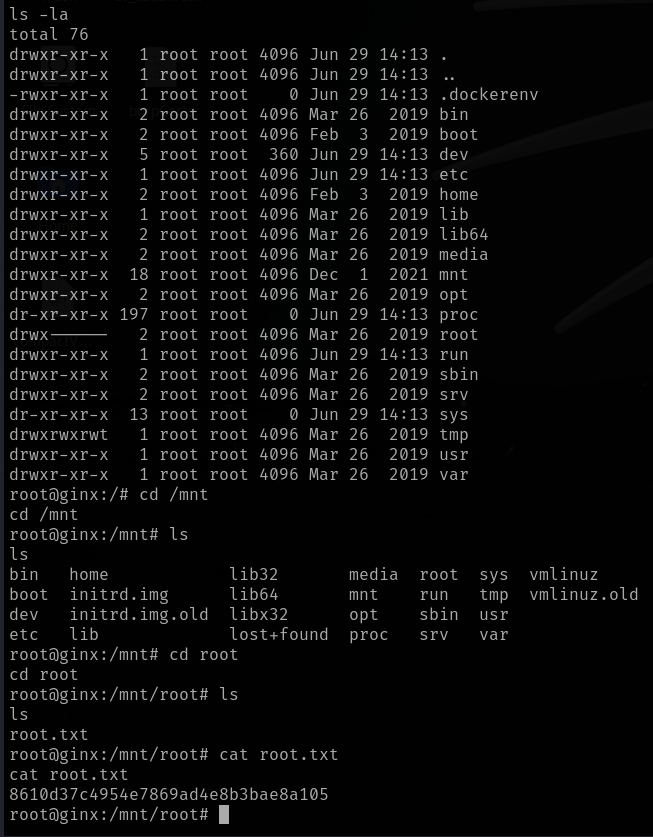 ls -la
total 76
drwxr-xr-x   1 root root 4096 Jun 29 14:13 .
drwxr-xr-x   1 root root 4096 Jun 29 14:13 ..
-rwxr-xr-x   1 root root    0 Jun 29 14:13 .dockerenv
drwxr-xr-x   2 root root 4096 Mar 26  2019 bin
drwxr-xr-x   2 root root 4096 Feb  3  2019 boot
drwxr-xr-x   5 root root  360 Jun 29 14:13 dev
drwxr-xr-x   1 root root 4096 Jun 29 14:13 etc
drwxr-xr-x   2 root root 4096 Feb  3  2019 home
drwxr-xr-x   1 root root 4096 Mar 26  2019 lib
drwxr-xr-x   2 root root 4096 Mar 26  2019 lib64
drwxr-xr-x   2 root root 4096 Mar 26  2019 media
drwxr-xr-x  18 root root 4096 Dec  1  2021 mnt
drwxr-xr-x   2 root root 4096 Mar 26  2019 opt
dr-xr-xr-x 197 root root    0 Jun 29 14:13 proc
drwx------   2 root root 4096 Mar 26  2019 root
drwxr-xr-x   1 root root 4096 Jun 29 14:13 run
drwxr-xr-x   2 root root 4096 Mar 26  2019 sbin
drwxr-xr-x   2 root root 4096 Mar 26  2019 srv
dr-xr-xr-x  13 root root    0 Jun 29 14:13 sys
drwxrwxrwt   1 root root 4096 Mar 26  2019 tmp
drwxr-xr-x   1 root root 4096 Mar 26  2019 usr
drwxr-xr-x   1 root root 4096 Mar 26  2019 var
root@ginx:/# cd /mnt
cd /mnt
root@ginx:/mnt# ls
ls
bin   home            lib32       media  root  sys  vmlinuz
boot  initrd.img      lib64       mnt    run   tmp  vmlinuz.old
dev   initrd.img.old  libx32      opt    sbin  usr
etc   lib             lost+found  proc   srv   var
root@ginx:/mnt# cd root
cd root
root@ginx:/mnt/root# ls
ls
root.txt
root@ginx:/mnt/root# cat root.txt
cat root.txt
8610d37c4954e7869ad4e8b3bae8a105
root@ginx:/mnt/root#